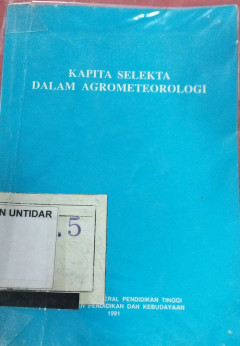 KAPITA SELEKTA
DALAM AGROMETEOROLOGI
N UNTIDAR
.5
ERAL PENDIDIKAN TINGGI
PENDIDIKAN DAN KEBUDAYAAN
1991